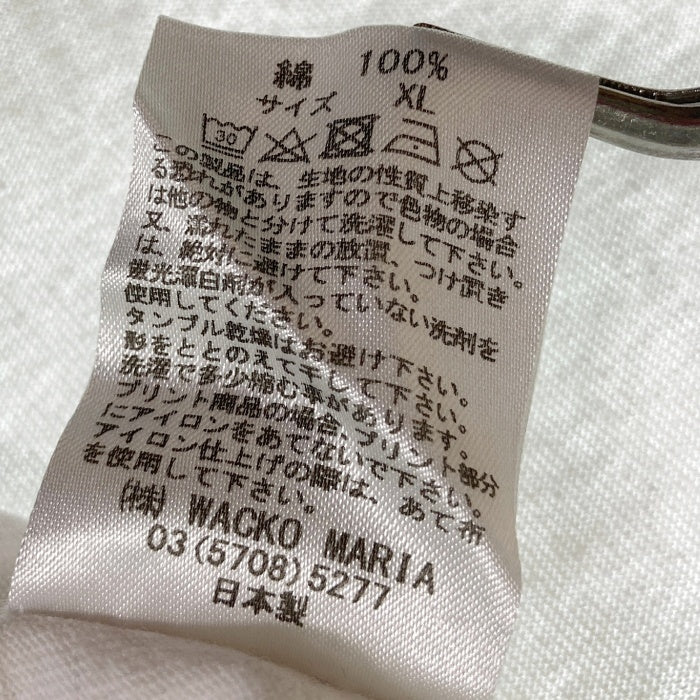 綿 100%
サイズ XL
30
この製品は、生地の性質上移染す
る恐れがありますので色物の場合
は他の物と分けて洗濯して下さい。
又、濡れたままの放置、つけ置き
は、絶対に避けて下さい。
蛍光漂白剤が入っていない洗剤を
使用してください。
タンブル乾燥はお避け下さい。
形をととのえて干して下さい。
洗濯で多少縮む事があります。
プリント商品の場合、プリント部分
にアイロンをあてないで下さい。
アイロン仕上げの際は、あて布
を使用して下さい。
(株) WACKO MARIA
03(5708)5277
日本製